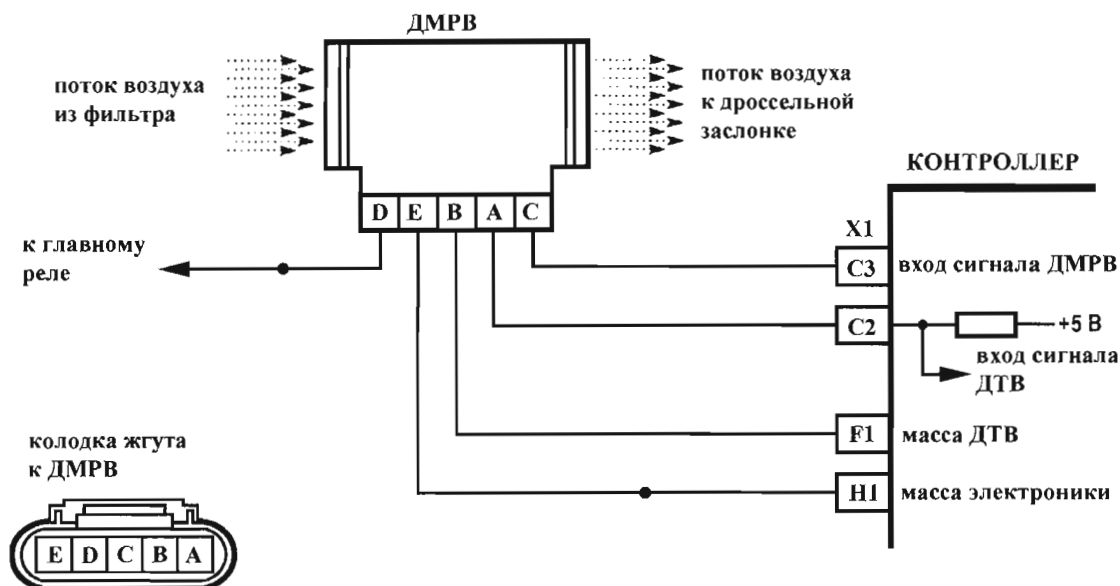 ДМРВ
поток воздуха
из фильтра
поток воздуха
к дроссельной
заслонке
КОНТРОЛЛЕР
D E B A C
X1
к главному
реле
C3 вход сигнала ДМРВ
C2 +5 В
вход сигнала
ДТВ
F1 масса ДТВ
колодка жгута
к ДМРВ
H1 масса электроники
E D C B A